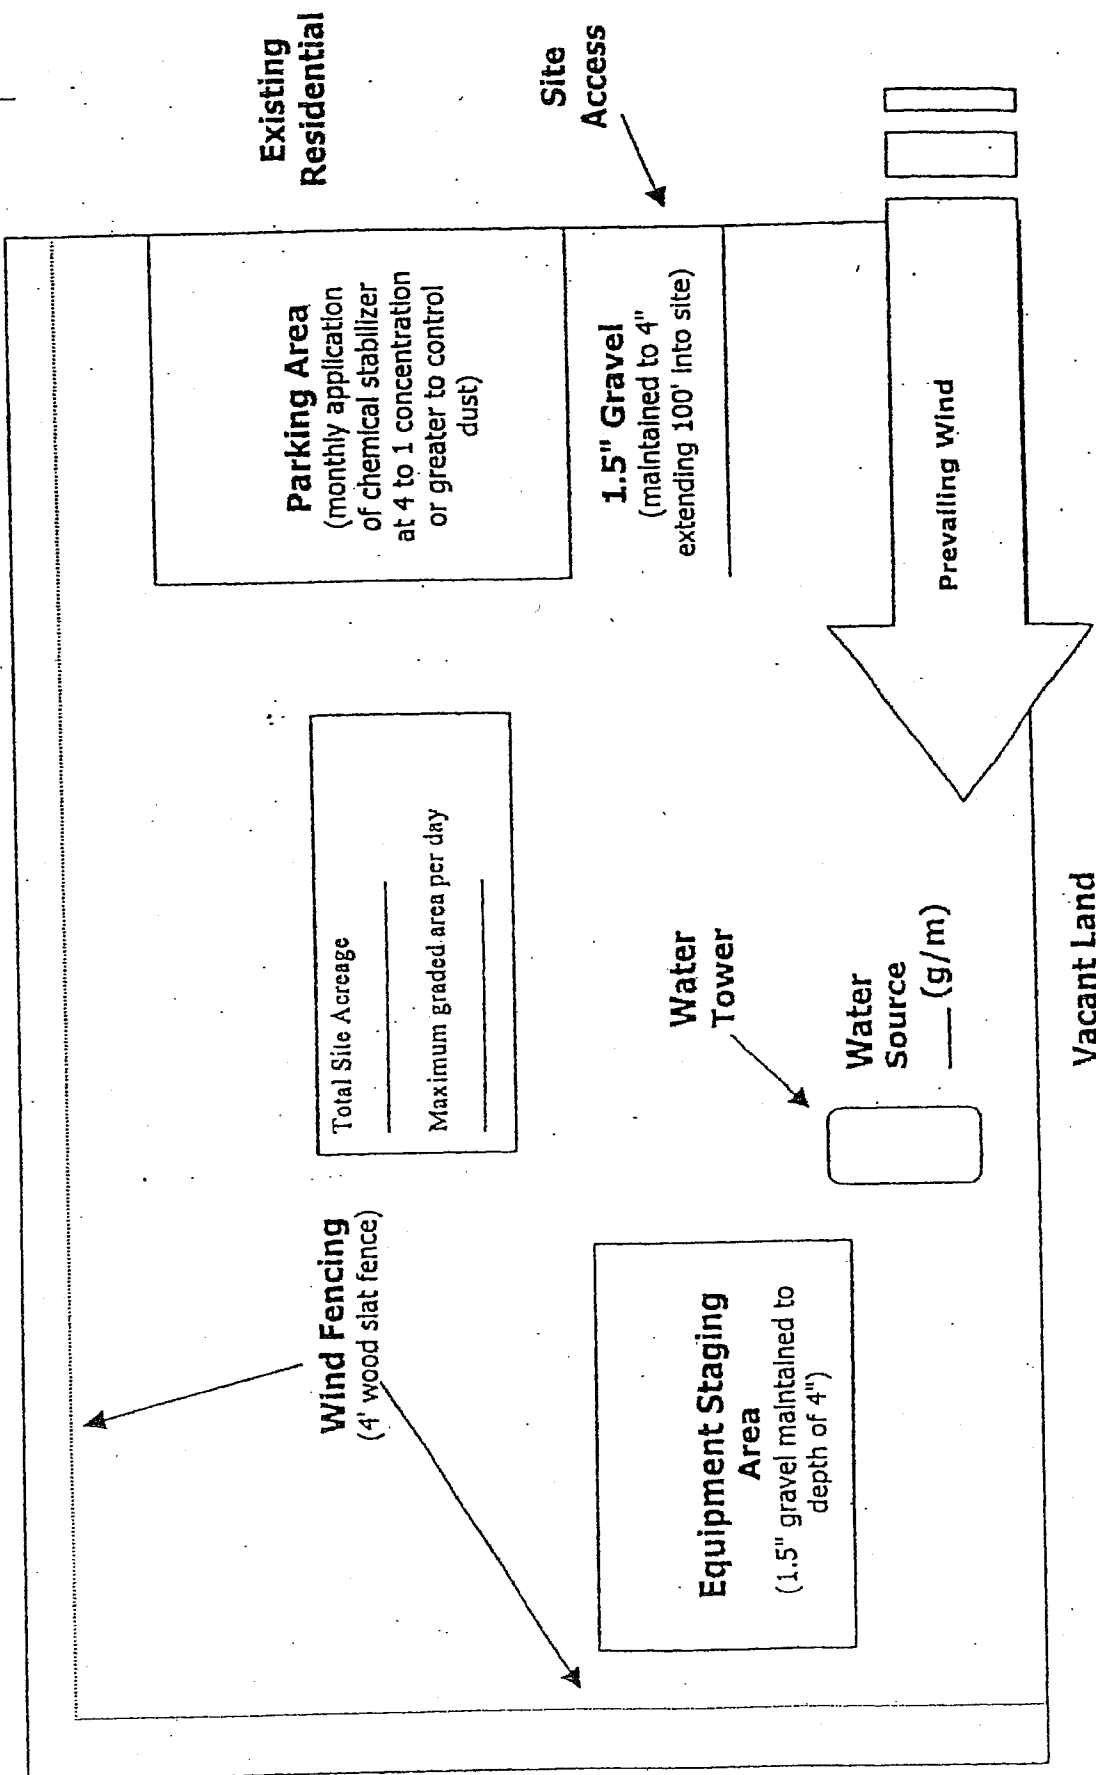 Existing
Residential
Site
Access
Parking Area
(monthly application
of chemical stabilizer
at 4 to 1 concentration
or greater to control
dust)
1.5" Gravel
(maintained to 4"
extending 100' into site)
Prevailing Wind
Total Site Acreage
Maximum graded area per day
Water
Tower
Water
Source
___ (g/m)
Vacant Land
Wind Fencing
(4' wood slat fence)
Equipment Staging
Area
(1.5" gravel maintained to
depth of 4")